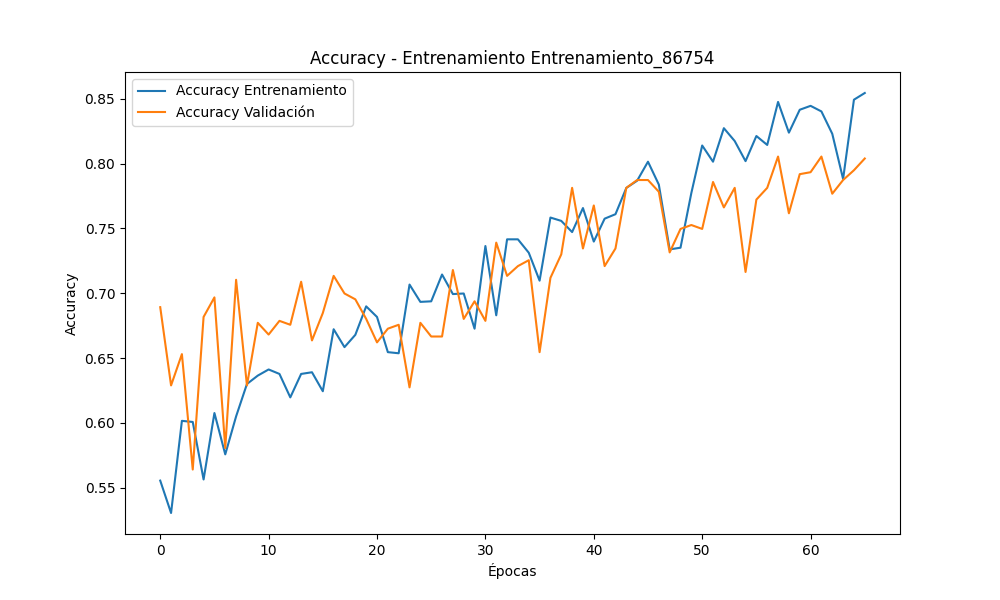 Accuracy - Entrenamiento Entrenamiento_86754
Accuracy Entrenamiento
Accuracy Validación
0.85
0.80
0.75
0.70
0.65
0.60
0.55
Accuracy
0 10 20 30 40 50 60
Épocas